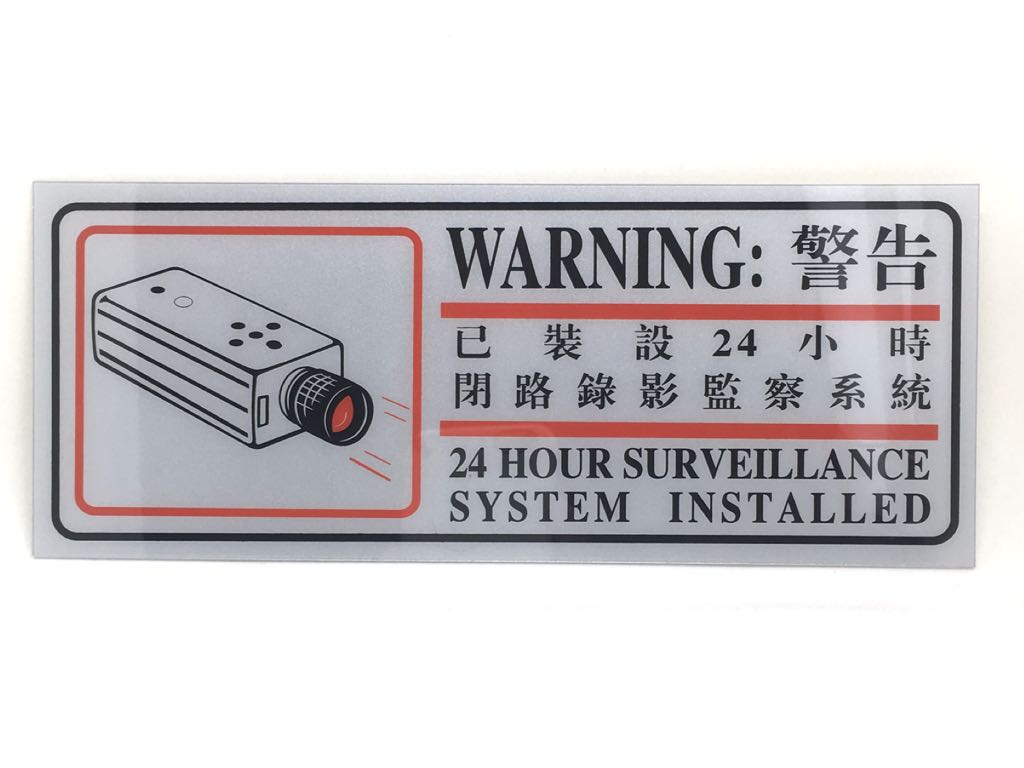 WARNING: 警告
已裝設24小時
閉路錄影監察系統
24 HOUR SURVEILLANCE
SYSTEM INSTALLED